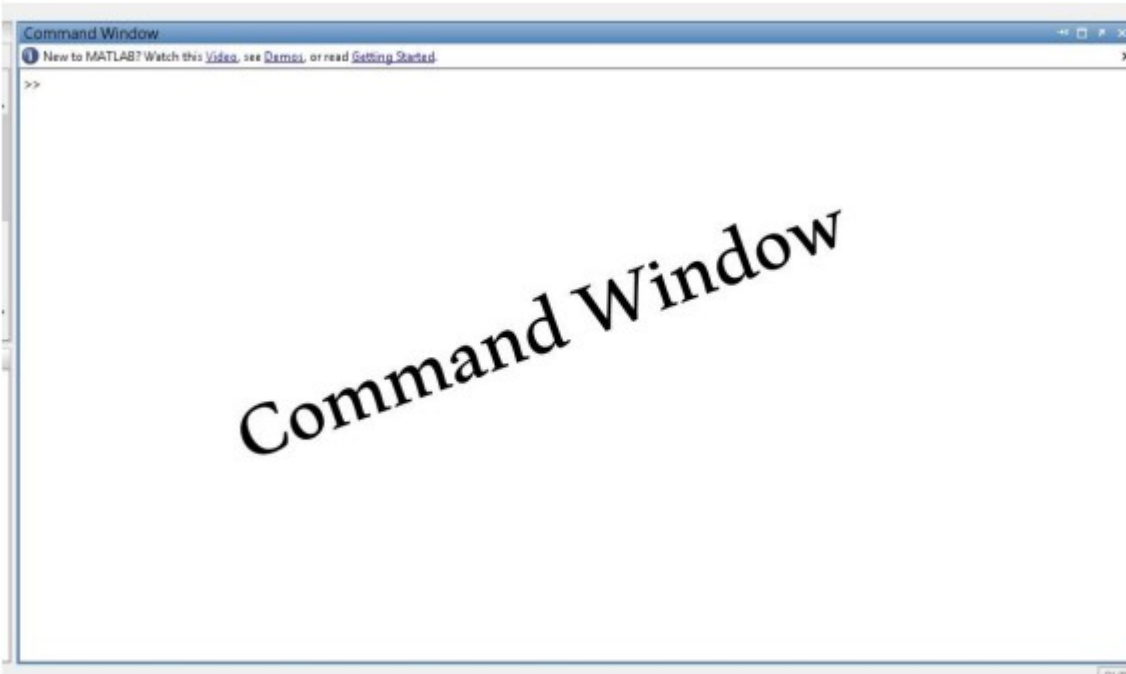 Command Window
New to MATLAB? Watch this Video, see Demos, or read Getting Started.
>>
Command Window